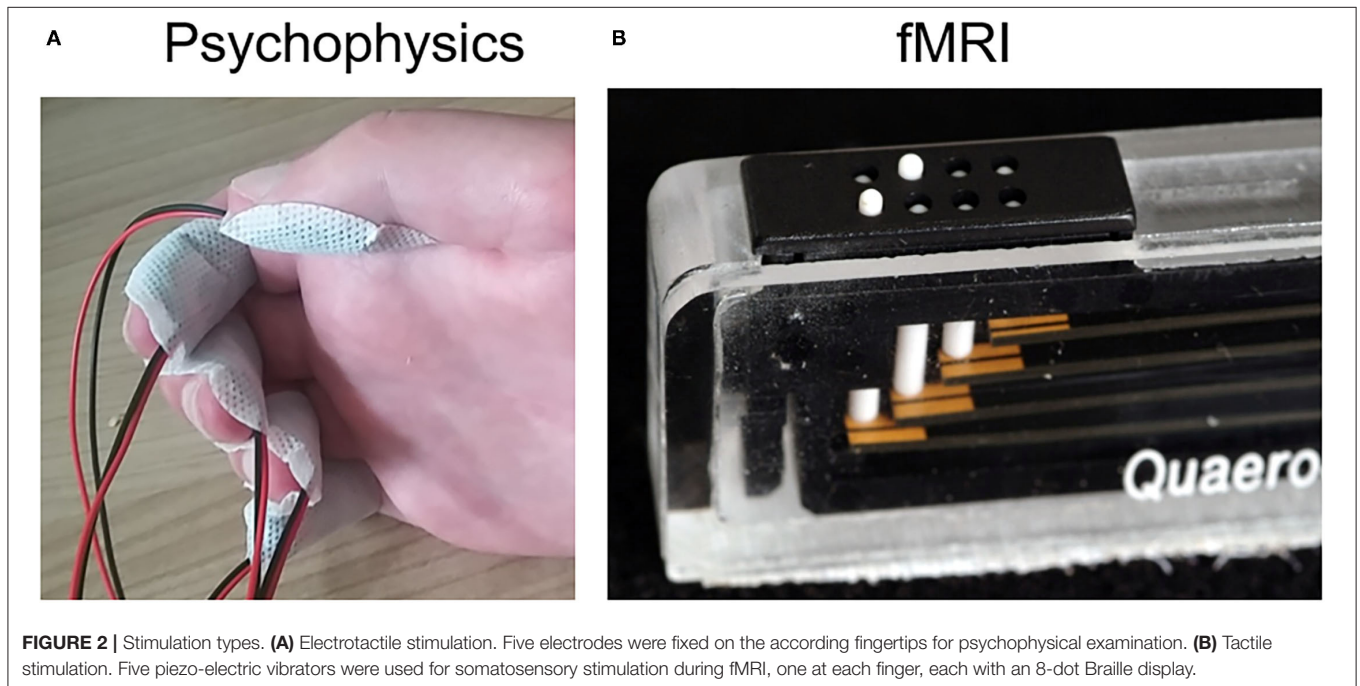 A Psychophysics
B fMRI
Quaero
FIGURE 2 | Stimulation types. (A) Electrotactile stimulation. Five electrodes were fixed on the according fingertips for psychophysical examination. (B) Tactile
stimulation. Five piezo-electric vibrators were used for somatosensory stimulation during fMRI, one at each finger, each with an 8-dot Braille display.